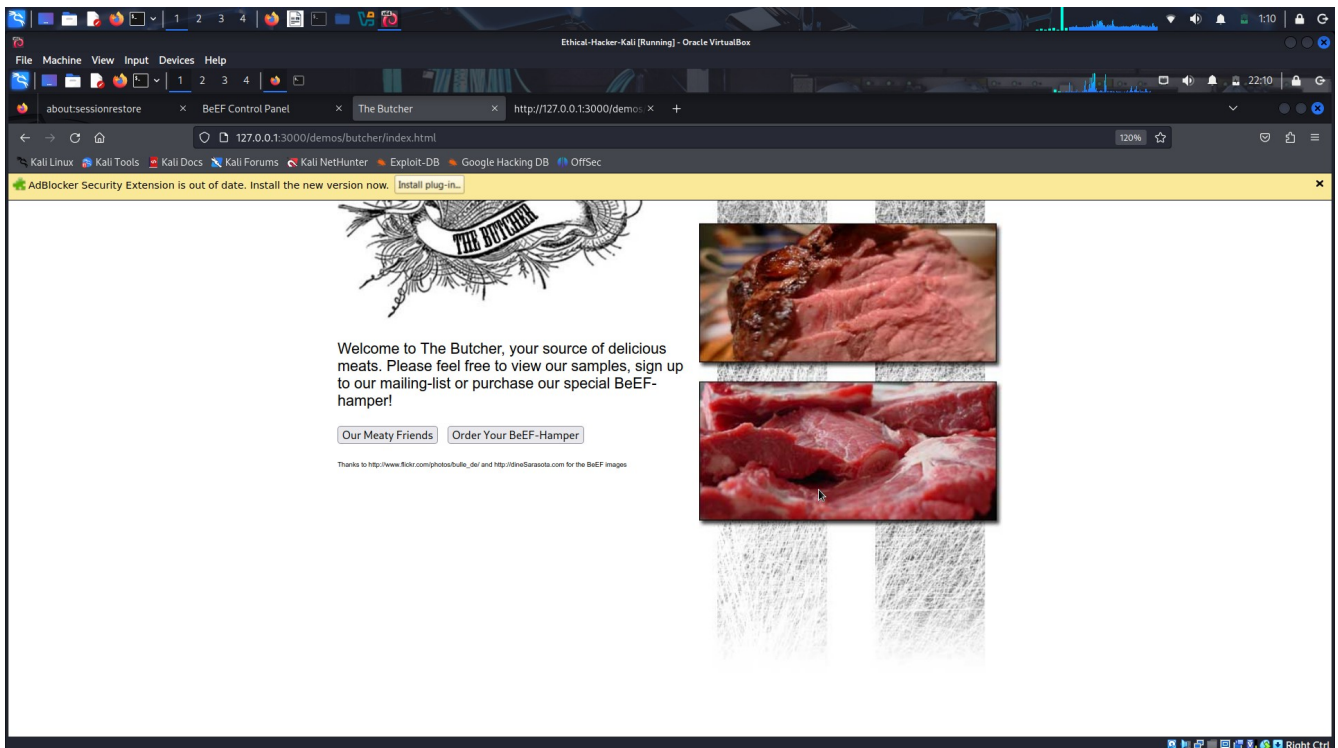 1 2 3 4
1:10
Ethical-Hacker-Kali [Running] - Oracle VirtualBox
File Machine View Input Devices Help
1 2 3 4
22:10
about:sessionrestore
BeEF Control Panel
The Butcher
http://127.0.0.1:3000/demos
127.0.0.1:3000/demos/butcher/index.html
120%
Kali Linux Kali Tools Kali Docs Kali Forums Kali NetHunter Exploit-DB Google Hacking DB OffSec
AdBlocker Security Extension is out of date. Install the new version now. Install plug-in...
THE BUTCHER
Welcome to The Butcher, your source of delicious
meats. Please feel free to view our samples, sign up
to our mailing-list or purchase our special BeEF-
hamper!
Our Meaty Friends Order Your BeEF-Hamper
Thanks to http://www.flickr.com/photos/bulle_de/ and http://dineSarasota.com for the BeEF images
Right Ctrl